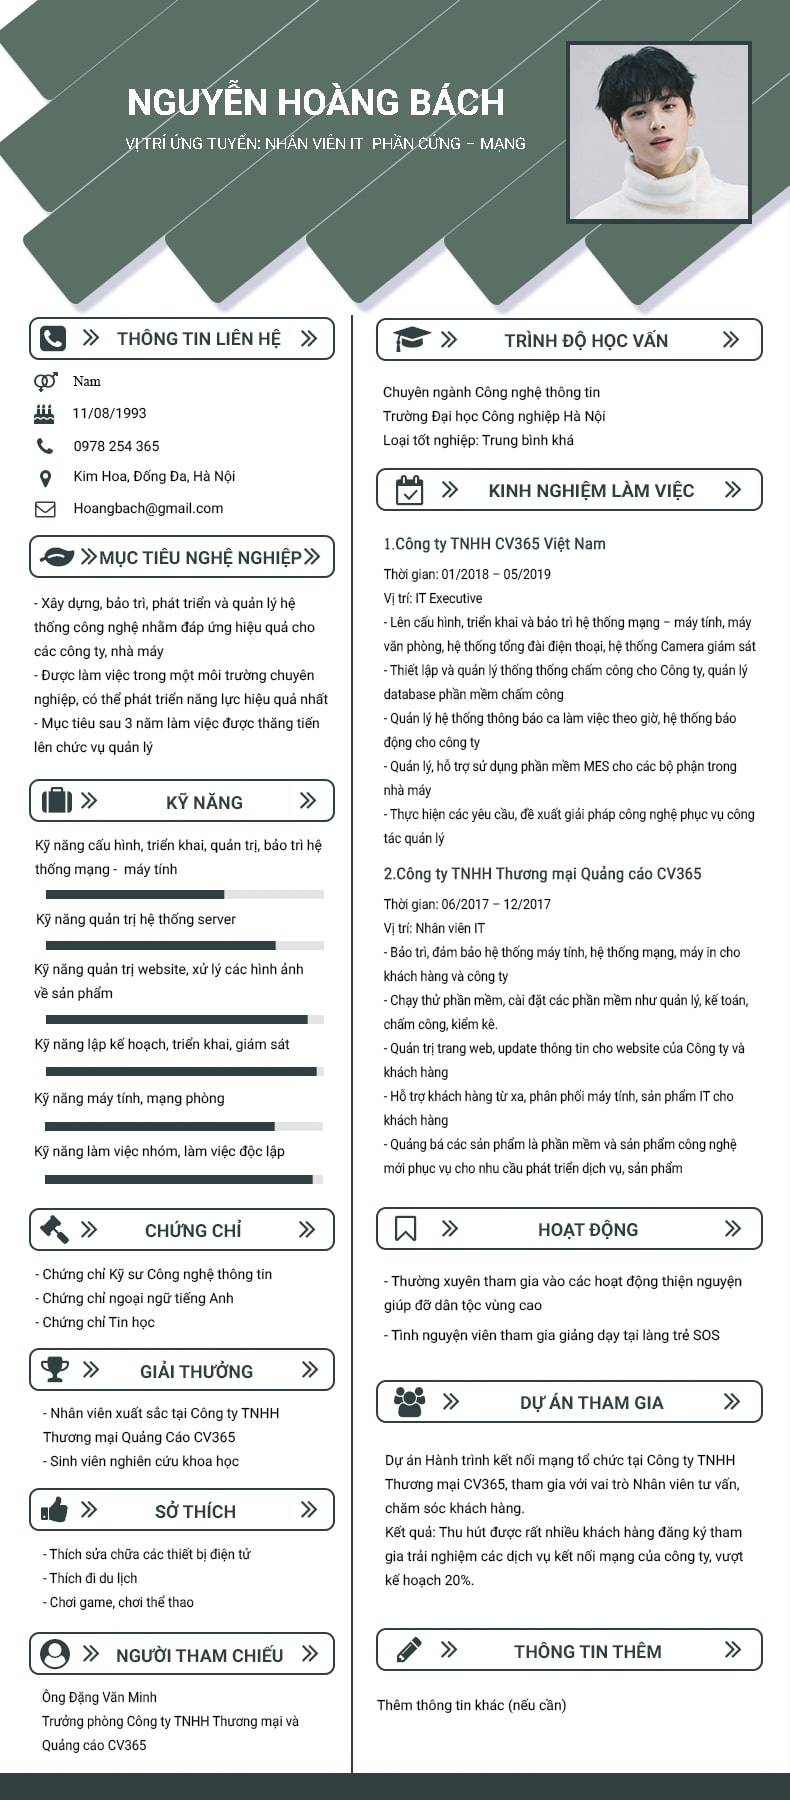 NGUYỄN HOÀNG BÁCH
VỊ TRÍ ỨNG TUYỂN: NHÂN VIÊN IT PHẦN CỨNG – MẠNG
THÔNG TIN LIÊN HỆ
Nam
11/08/1993
0978 254 365
Kim Hoa, Đống Đa, Hà Nội
Hoangbach@gmail.com
MỤC TIÊU NGHỆ NGHIỆP
- Xây dựng, bảo trì, phát triển và quản lý hệ
thống công nghệ nhằm đáp ứng hiệu quả cho
các công ty, nhà máy
- Được làm việc trong một môi trường chuyên
nghiệp, có thể phát triển năng lực hiệu quả nhất
- Mục tiêu sau 3 năm làm việc được thăng tiến
lên chức vụ quản lý
KỸ NĂNG
Kỹ năng cấu hình, triển khai, quản trị, bảo trì hệ
thống mạng - máy tính
Kỹ năng quản trị hệ thống server
Kỹ năng quản trị website, xử lý các hình ảnh
về sản phẩm
Kỹ năng lập kế hoạch, triển khai, giám sát
Kỹ năng máy tính, mạng phòng
Kỹ năng làm việc nhóm, làm việc độc lập
CHỨNG CHỈ
- Chứng chỉ Kỹ sư Công nghệ thông tin
- Chứng chỉ ngoại ngữ tiếng Anh
- Chứng chỉ Tin học
GIẢI THƯỞNG
- Nhân viên xuất sắc tại Công ty TNHH
Thương mại Quảng Cáo CV365
- Sinh viên nghiên cứu khoa học
SỞ THÍCH
- Thích sửa chữa các thiết bị điện tử
- Thích đi du lịch
- Chơi game, chơi thể thao
NGƯỜI THAM CHIẾU
Ông Đặng Văn Minh
Trưởng phòng Công ty TNHH Thương mại và
Quảng cáo CV365
TRÌNH ĐỘ HỌC VẤN
Chuyên ngành Công nghệ thông tin
Trường Đại học Công nghiệp Hà Nội
Loại tốt nghiệp: Trung bình khá
KINH NGHIỆM LÀM VIỆC
1.Công ty TNHH CV365 Việt Nam
Thời gian: 01/2018 – 05/2019
Vị trí: IT Executive
- Lên cấu hình, triển khai và bảo trì hệ thống mạng – máy tính, máy
văn phòng, hệ thống tổng đài điện thoại, hệ thống Camera giám sát
- Thiết lập và quản lý thống thống chấm công cho Công ty, quản lý
database phần mềm chấm công
- Quản lý hệ thống thông báo ca làm việc theo giờ, hệ thống báo
động cho công ty
- Quản lý, hỗ trợ sử dụng phần mềm MES cho các bộ phận trong
nhà máy
- Thực hiện các yêu cầu, đề xuất giải pháp công nghệ phục vụ công
tác quản lý
2.Công ty TNHH Thương mại Quảng cáo CV365
Thời gian: 06/2017 – 12/2017
Vị trí: Nhân viên IT
- Bảo trì, đảm bảo hệ thống máy tính, hệ thống mạng, máy in cho
khách hàng và công ty
- Chạy thử phần mềm, cài đặt các phần mềm như quản lý, kế toán,
chấm công, kiểm kê.
- Quản trị trang web, update thông tin cho website của Công ty và
khách hàng
- Hỗ trợ khách hàng từ xa, phân phối máy tính, sản phẩm IT cho
khách hàng
- Quảng bá các sản phẩm là phần mềm và sản phẩm công nghệ
mới phục vụ cho nhu cầu phát triển dịch vụ, sản phẩm
HOẠT ĐỘNG
- Thường xuyên tham gia vào các hoạt động thiện nguyện
giúp đỡ dân tộc vùng cao
- Tình nguyện viên tham gia giảng dạy tại làng trẻ SOS
DỰ ÁN THAM GIA
Dự án Hành trình kết nối mạng tổ chức tại Công ty TNHH
Thương mại CV365, tham gia với vai trò Nhân viên tư vấn,
chăm sóc khách hàng.
Kết quả: Thu hút được rất nhiều khách hàng đăng ký tham
gia trải nghiệm các dịch vụ kết nối mạng của công ty, vượt
kế hoạch 20%.
THÔNG TIN THÊM
Thêm thông tin khác (nếu cần)